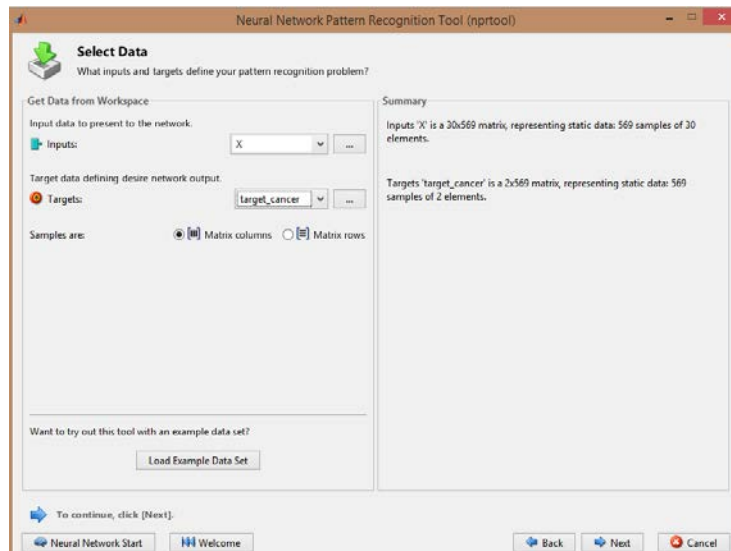 Neural Network Pattern Recognition Tool (nprtool)
Select Data
What inputs and targets define your pattern recognition problem?
Get Data from Workspace
Input data to present to the network.
Inputs: X ...
Target data defining desire network output.
Targets: target_cancer ...
Samples are: Matrix columns Matrix rows
Want to try out this tool with an example data set?
Load Example Data Set
Summary
Inputs 'X' is a 30x569 matrix, representing static data: 569 samples of 30
elements.
Targets 'target_cancer' is a 2x569 matrix, representing static data: 569
samples of 2 elements.
To continue, click [Next].
Neural Network Start Welcome Back Next Cancel